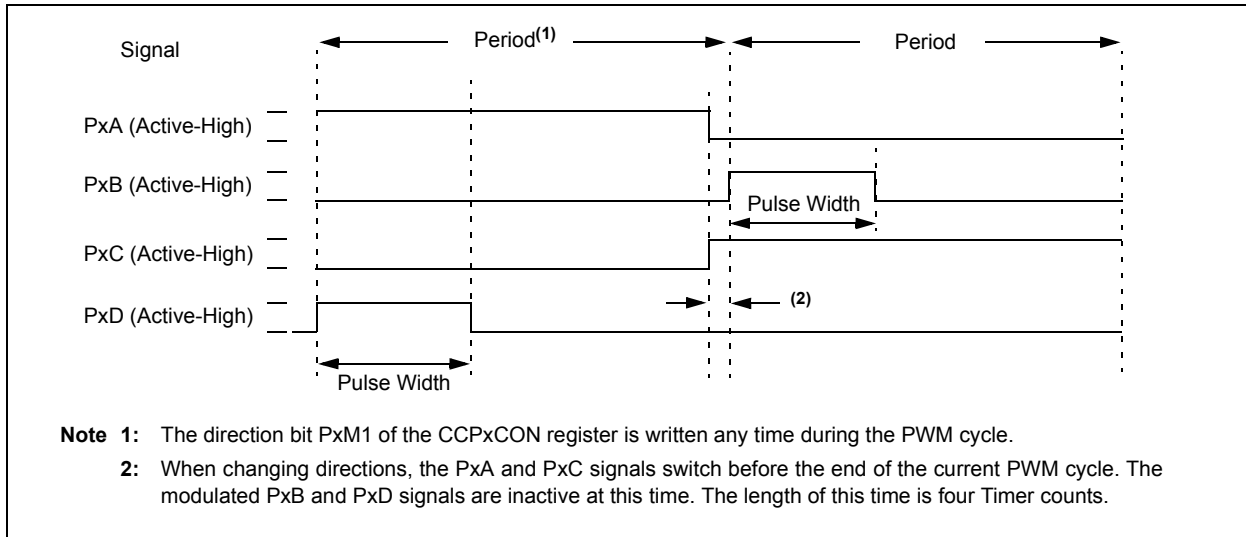 Signal
Period(1)
Period
PxA (Active-High)
PxB (Active-High)
Pulse Width
PxC (Active-High)
(2)
PxD (Active-High)
Pulse Width
Note 1: The direction bit PxM1 of the CCPxCON register is written any time during the PWM cycle.
2: When changing directions, the PxA and PxC signals switch before the end of the current PWM cycle. The
modulated PxB and PxD signals are inactive at this time. The length of this time is four Timer counts.